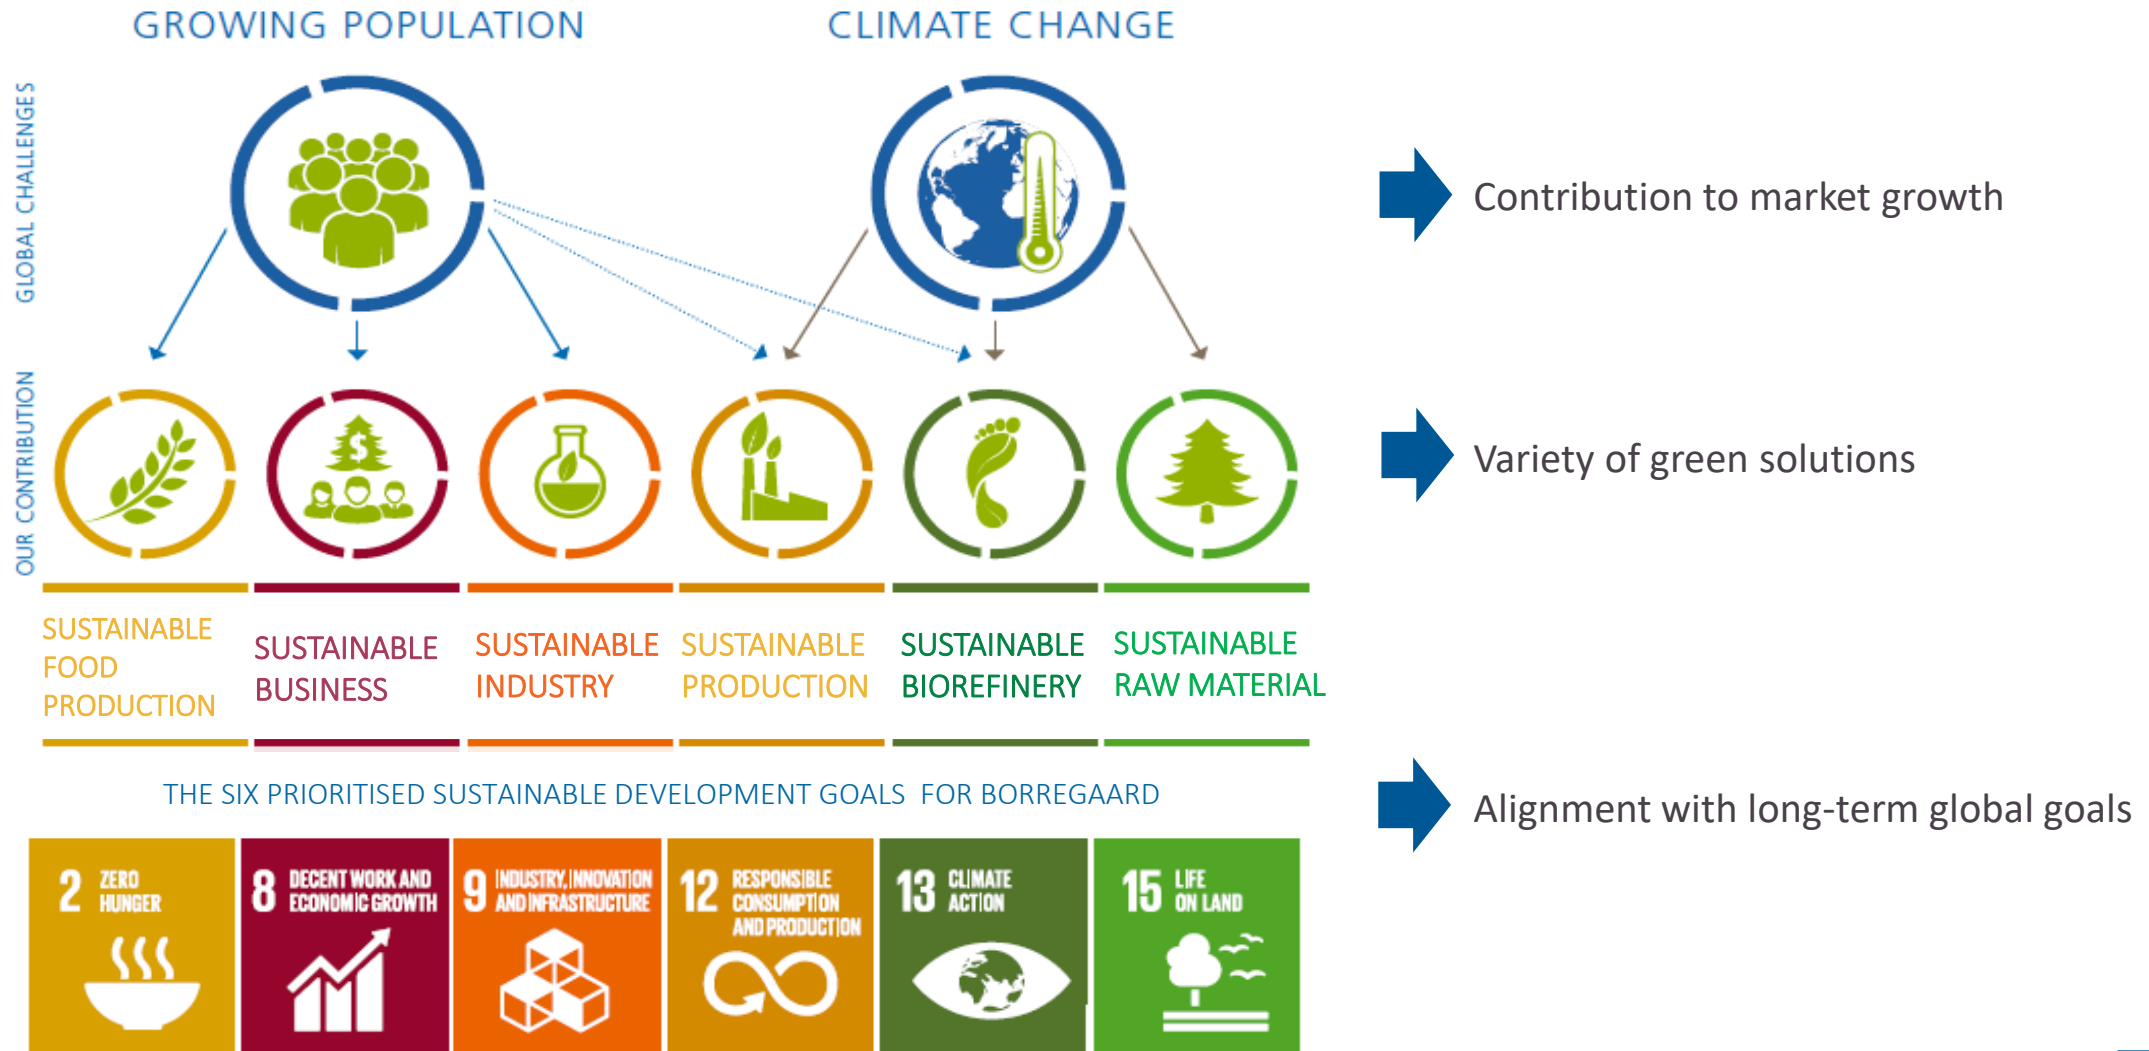 GROWING POPULATION
CLIMATE CHANGE
GLOBAL CHALLENGES
Contribution to market growth
OUR CONTRIBUTION
$
Variety of green solutions
SUSTAINABLE
FOOD
PRODUCTION
SUSTAINABLE
BUSINESS
SUSTAINABLE
INDUSTRY
SUSTAINABLE
PRODUCTION
SUSTAINABLE
BIOREFINERY
SUSTAINABLE
RAW MATERIAL
THE SIX PRIORITISED SUSTAINABLE DEVELOPMENT GOALS FOR BORREGAARD
Alignment with long-term global goals
2 ZERO
HUNGER
8 DECENT WORK AND
ECONOMIC GROWTH
9 INDUSTRY, INNOVATION
AND INFRASTRUCTURE
12 RESPONSIBLE
CONSUMPTION
AND PRODUCTION
13 CLIMATE
ACTION
15 LIFE
ON LAND